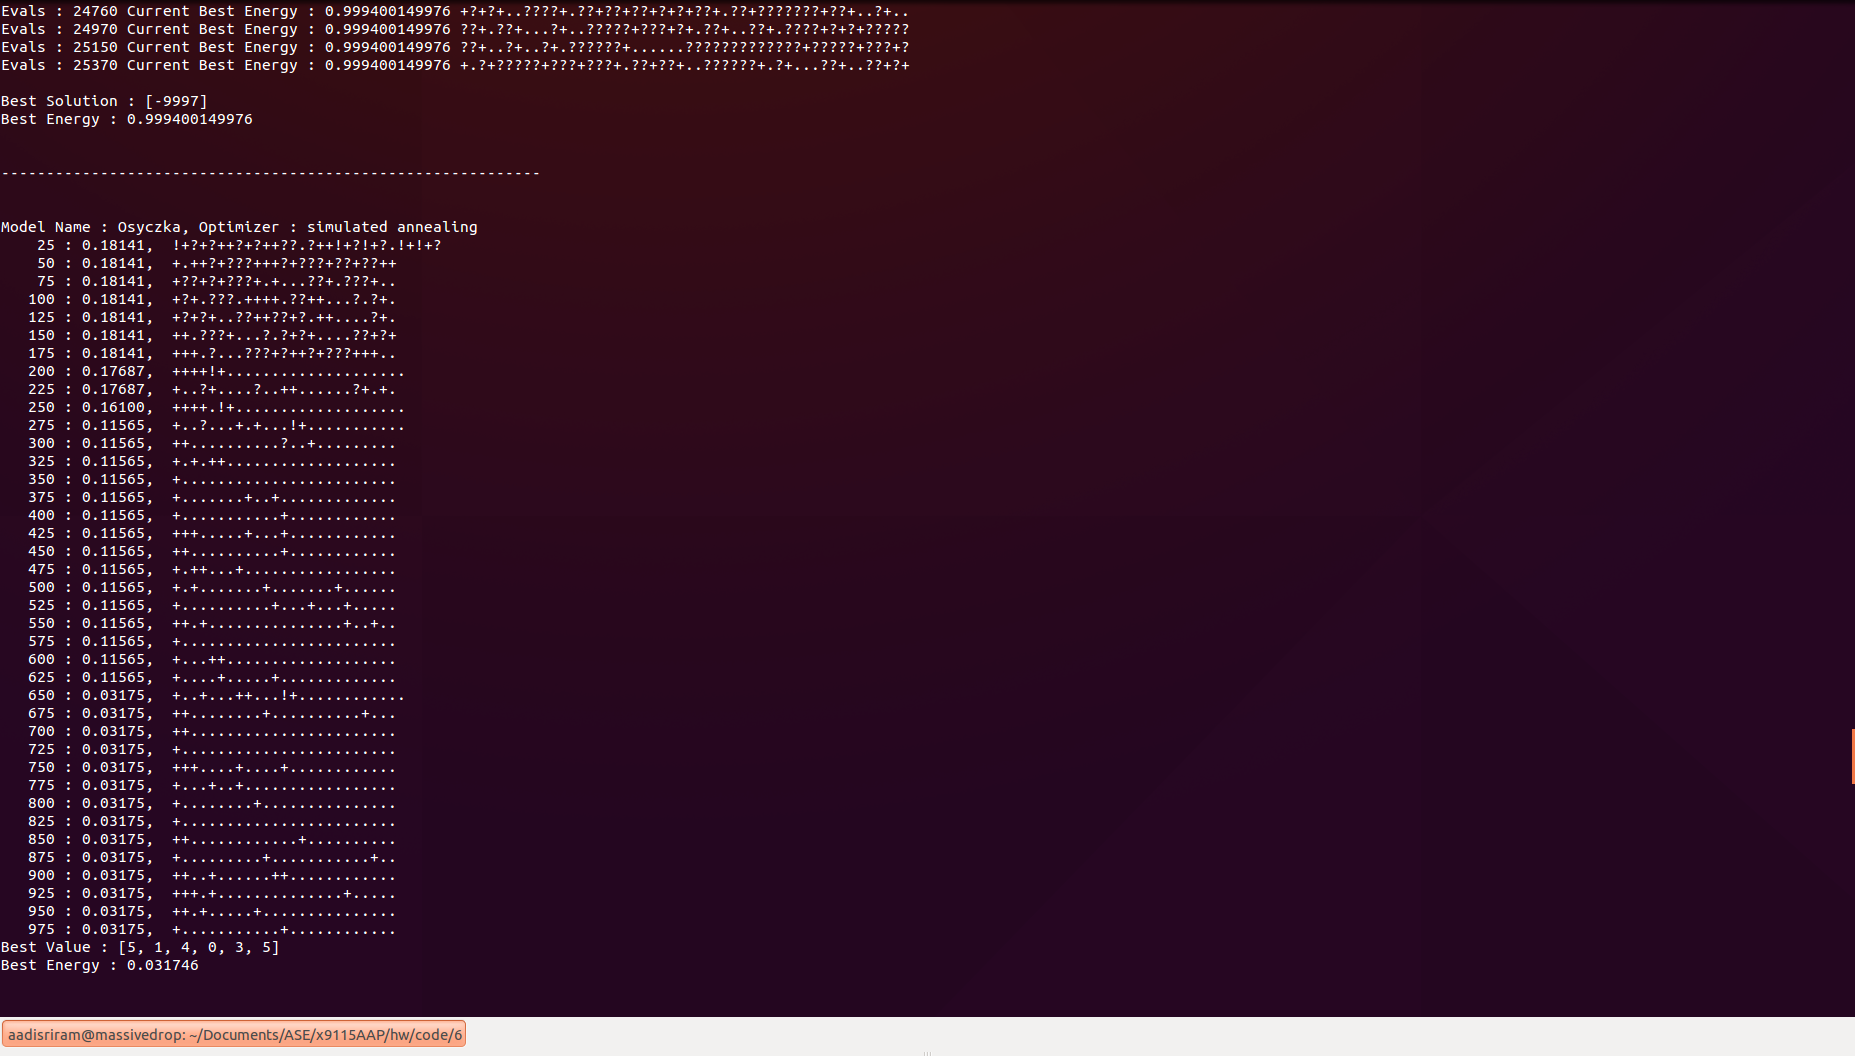 Evals : 24760 Current Best Energy : 0.999400149976 +?+?+..????+.??+??+??+?+?+??+.??+???????+??+..?+..
Evals : 24970 Current Best Energy : 0.999400149976 ??+.??+...?+..?????+???+?+.??+..??+.????+?+?+?????
Evals : 25150 Current Best Energy : 0.999400149976 ??+..?+..?+.??????+......?????????????+?????+???+?
Evals : 25370 Current Best Energy : 0.999400149976 +.?+?????+???+???+.??+??+..??????+.?+...??+..??+?+
Best Solution : [-9997]
Best Energy : 0.999400149976
------------------------------------------------------------
Model Name : Osyczka, Optimizer : simulated annealing
25 : 0.18141, !+?+?++?+?++??.?++!+?!+?.!+!+?
50 : 0.18141, +.++?+???+++?+???+??+??++
75 : 0.18141, +??+?+???+.+...??+.???+..
100 : 0.18141, +?+.???.++++.??++...?.?+.
125 : 0.18141, +?+?+..??++??+?.++....?+.
150 : 0.18141, ++.???+...?.?+?+....??+?+
175 : 0.18141, +++.?...???+?++?+???+++..
200 : 0.17687, ++++!+....................
225 : 0.17687, +..?+....?..++......?+.+.
250 : 0.16100, ++++.!+...................
275 : 0.11565, +..?...+.+...!+...........
300 : 0.11565, ++..........?..+.........
325 : 0.11565, +.+.++...................
350 : 0.11565, +........................
375 : 0.11565, +.......+..+.............
400 : 0.11565, +...........+............
425 : 0.11565, +++.....+...+............
450 : 0.11565, ++..........+............
475 : 0.11565, +.++...+.................
500 : 0.11565, +.+.......+.......+......
525 : 0.11565, +..........+...+...+.....
550 : 0.11565, ++.+...............+..+..
575 : 0.11565, +........................
600 : 0.11565, +...++...................
625 : 0.11565, +....+.....+.............
650 : 0.03175, +..+...++...!+............
675 : 0.03175, ++........+..........+...
700 : 0.03175, ++.......................
725 : 0.03175, +........................
750 : 0.03175, +++....+....+............
775 : 0.03175, +...+..+.................
800 : 0.03175, +........+...............
825 : 0.03175, +........................
850 : 0.03175, ++............+..........
875 : 0.03175, +.........+...........+..
900 : 0.03175, ++..+......++............
925 : 0.03175, +++.+..............+.....
950 : 0.03175, ++.+.....+...............
975 : 0.03175, +...........+............
Best Value : [5, 1, 4, 0, 3, 5]
Best Energy : 0.031746
aadisriram@massivedrop: ~/Documents/ASE/x9115AAP/hw/code/6